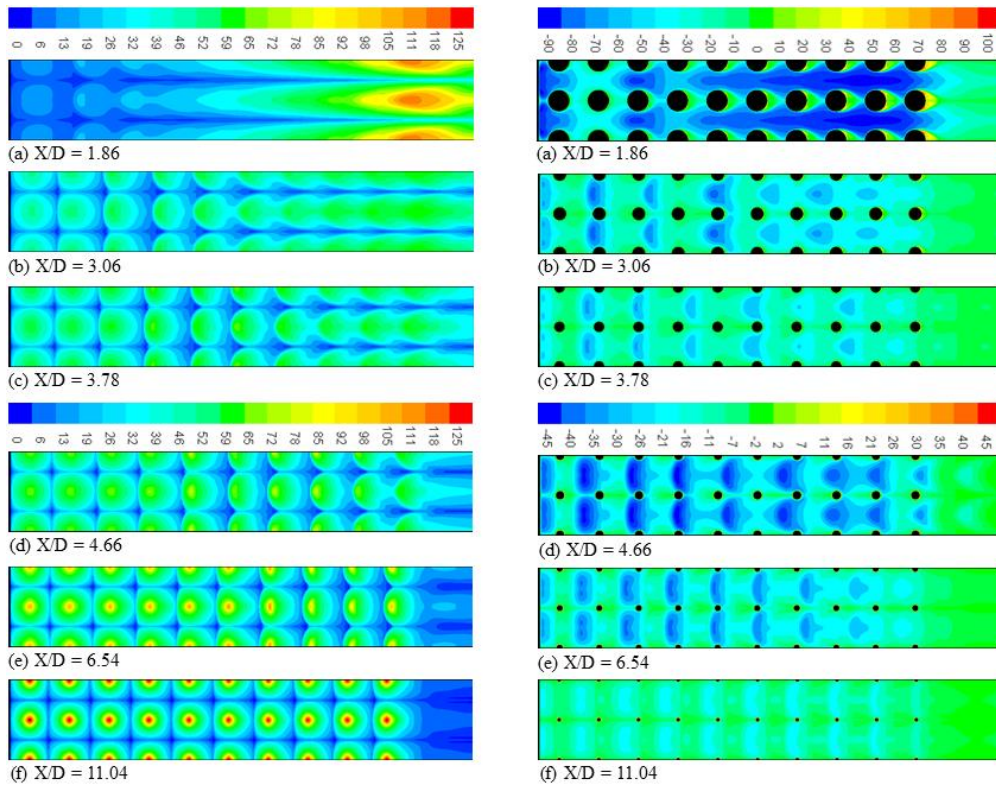 0 6 13 19 26 32 39 46 52 59 65 72 78 85 92 98 105 111 118 125
(a) X/D = 1.86
(b) X/D = 3.06
(c) X/D = 3.78
0 6 13 19 26 32 39 46 52 59 65 72 78 85 92 98 105 111 118 125
(d) X/D = 4.66
(e) X/D = 6.54
(f) X/D = 11.04
-90 -80 -70 -60 -50 -40 -30 -20 -10 0 10 20 30 40 50 60 70 80 90 100
(a) X/D = 1.86
(b) X/D = 3.06
(c) X/D = 3.78
-45 -40 -35 -30 -26 -21 -16 -11 -7 -2 2 7 11 16 21 26 30 35 40 45
(d) X/D = 4.66
(e) X/D = 6.54
(f) X/D = 11.04